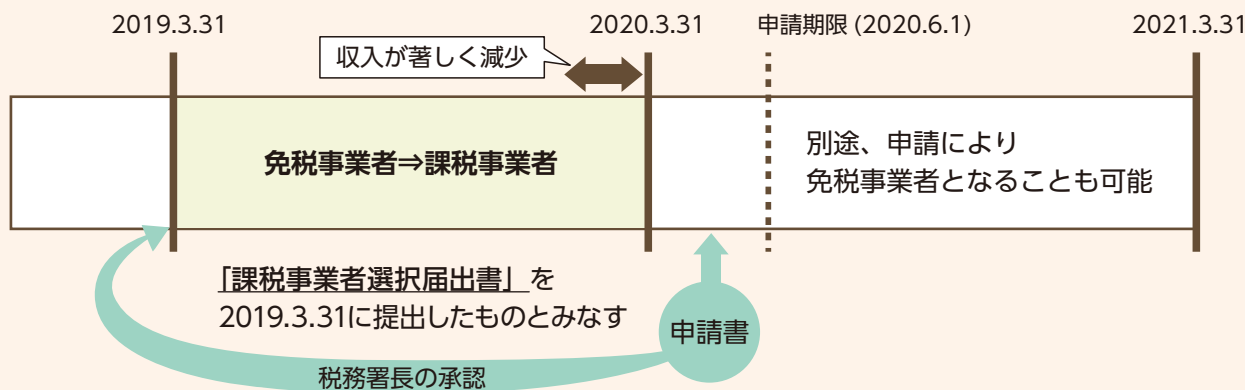 2019.3.31
2020.3.31
申請期限 (2020.6.1)
2021.3.31
収入が著しく減少
免税事業者⇒課税事業者
別途、申請により
免税事業者となることも可能
「課税事業者選択届出書」を
2019.3.31に提出したものとみなす
申請書
税務署長の承認